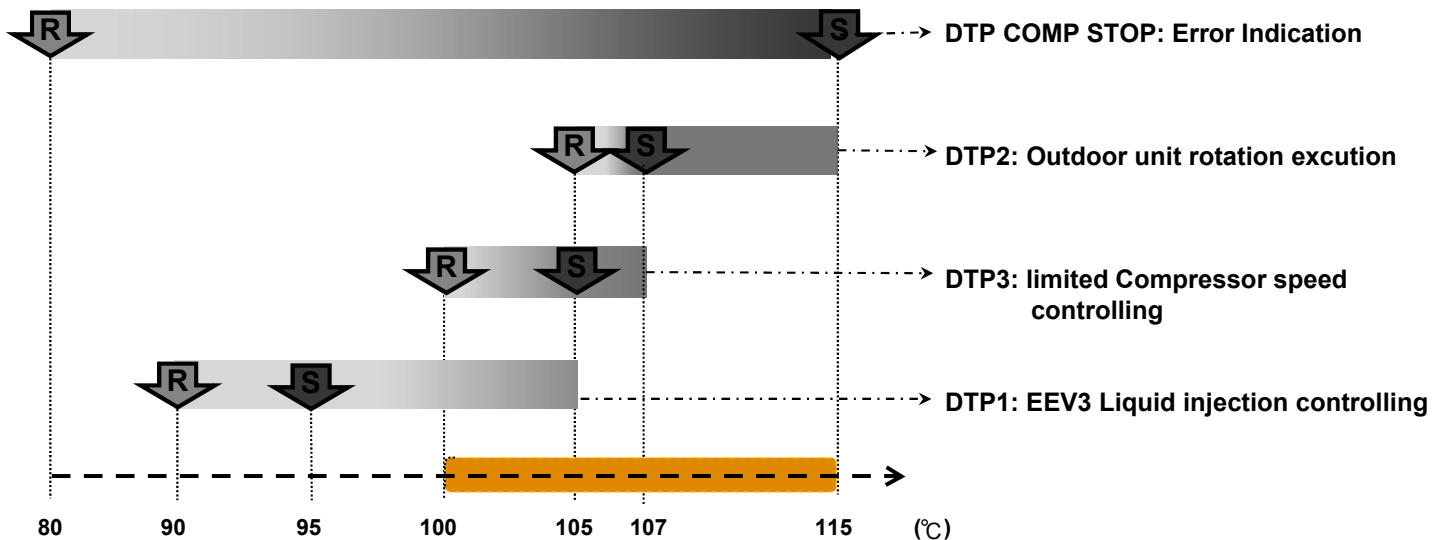 R
S
DTP COMP STOP: Error Indication
R
S
DTP2: Outdoor unit rotation excution
R
S
DTP3: limited Compressor speed
controlling
R
S
DTP1: EEV3 Liquid injection controlling
80 90 95 100 105 107 115 (℃)